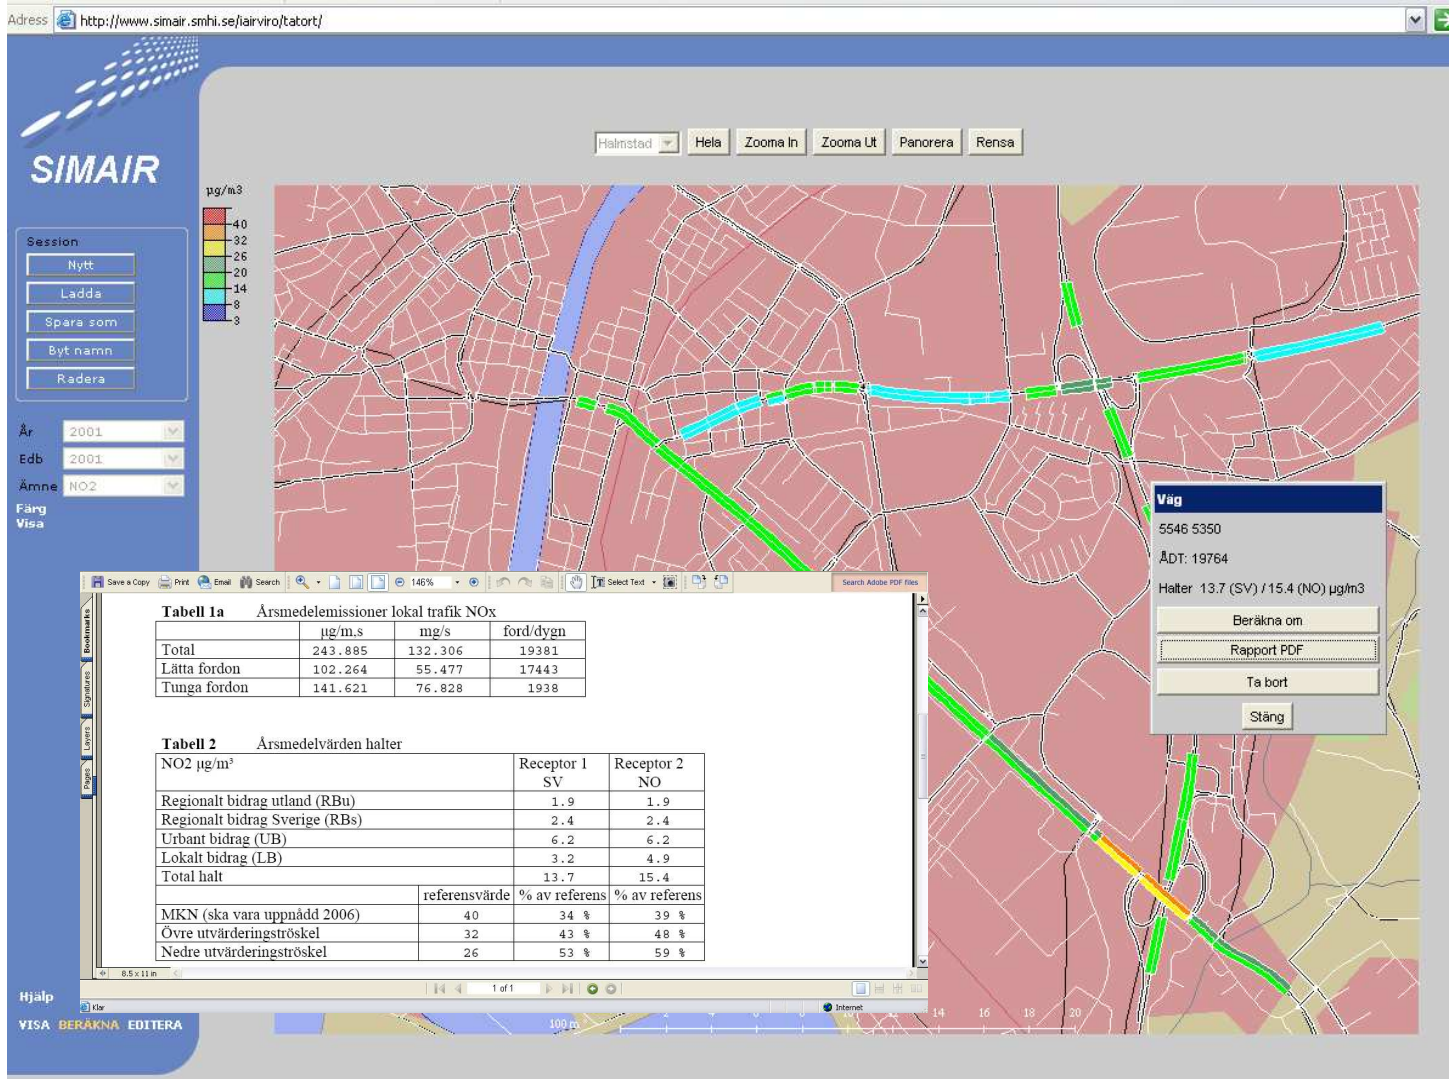 Adress http://www.simair.smhi.se/iairviro/tatort/
SIMAIR
Halmstad Hela Zooma In Zooma Ut Panorera Rensa
µg/m3
40
32
26
20
14
8
3
Session
Nytt
Ladda
Spara som
Byt namn
Radera
År 2001
Edb 2001
Ämne NO2
Färg
Visa
Väg
5546 5350
ÅDT: 19764
Halter 13.7 (SV) / 15.4 (NO) µg/m3
Beräkna om
Rapport PDF
Ta bort
Stäng
Save a Copy Print Email Search 146% Select Text Search Adobe PDF files
Bookmarks
Signatures
Layers
Pages
Tabell 1a Årsmedelemissioner lokal trafik NOx
µg/m,s mg/s ford/dygn
Total 243.885 132.306 19381
Lätta fordon 102.264 55.477 17443
Tunga fordon 141.621 76.828 1938
Tabell 2 Årsmedelvärden halter
NO2 µg/m³ Receptor 1 Receptor 2
SV NO
Regionalt bidrag utland (RBu) 1.9 1.9
Regionalt bidrag Sverige (RBs) 2.4 2.4
Urbant bidrag (UB) 6.2 6.2
Lokalt bidrag (LB) 3.2 4.9
Total halt 13.7 15.4
referensvärde % av referens % av referens
MKN (ska vara uppnådd 2006) 40 34 % 39 %
Övre utvärderingströskel 32 43 % 48 %
Nedre utvärderingströskel 26 53 % 59 %
8.5 x 11 in
1 of 1
Klar Internet
Hjälp
VISA BERÄKNA EDITERA
100 m 2 4 6 8 10 12 14 16 18 20